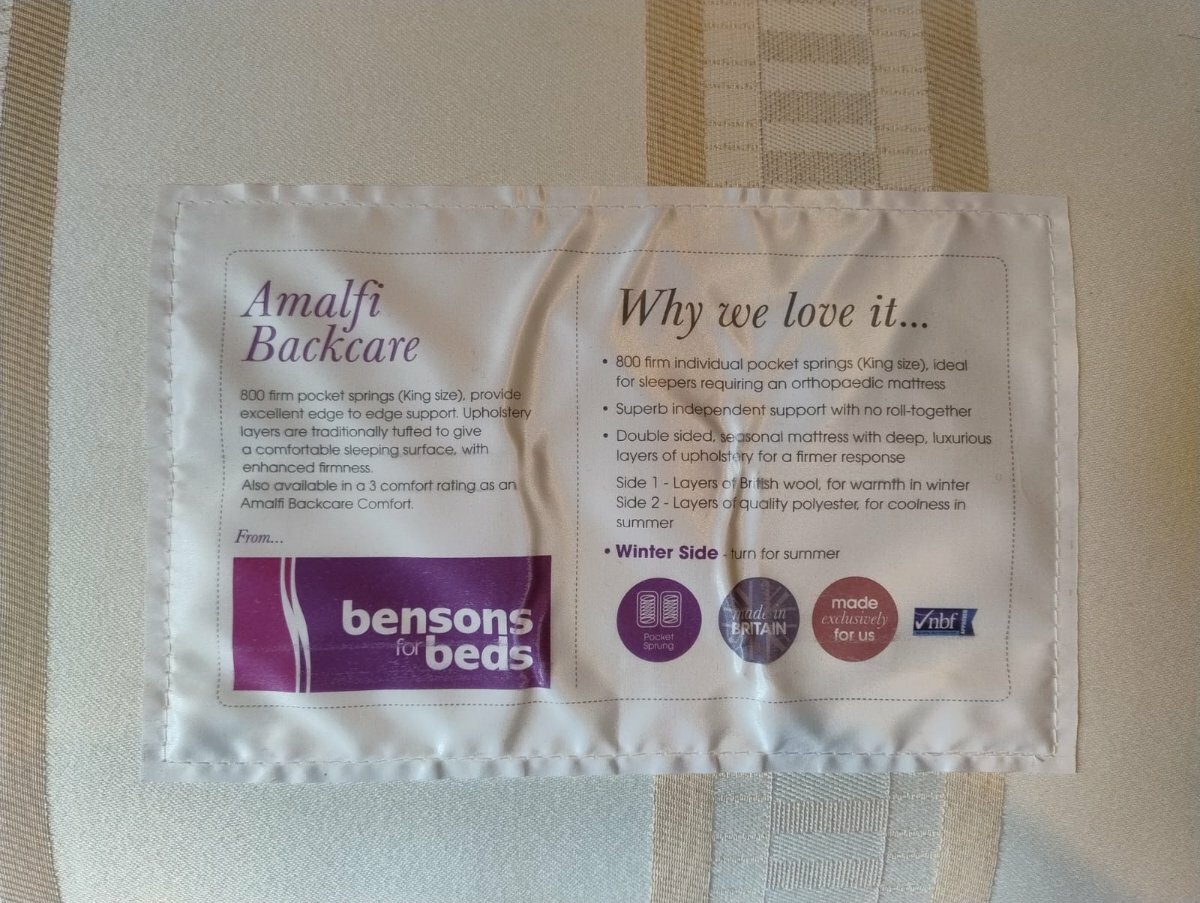 Amalfi
Backcare
800 firm pocket springs (King size), provide
excellent edge to edge support. Upholstery
layers are traditionally tufted to give
a comfortable sleeping surface, with
enhanced firmness.
Also available in a 3 comfort rating as an
Amalfi Backcare Comfort.
From...
bensons
for beds
Why we love it...
• 800 firm individual pocket springs (King size), ideal
for sleepers requiring an orthopaedic mattress
• Superb independent support with no roll-together
• Double sided, seasonal mattress with deep, luxurious
layers of upholstery for a firmer response
Side 1 - Layers of British wool, for warmth in winter
Side 2 - Layers of quality polyester, for coolness in
summer
• Winter Side - turn for summer
Pocket
Sprung
made in
BRITAIN
made
exclusively
for us
nbf
APPROVED